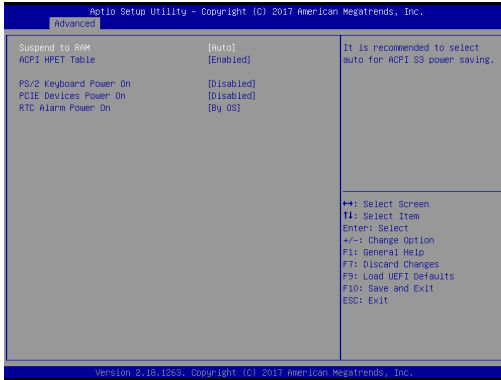 Aptio Setup Utility - Copyright (C) 2017 American Megatrends, Inc.
Advanced
Suspend to RAM [Auto]
ACPI HPET Table [Enabled]
PS/2 Keyboard Power On [Disabled]
PCIE Devices Power On [Disabled]
RTC Alarm Power On [By OS]
It is recommended to select
auto for ACPI S3 power saving.
↔: Select Screen
↑↓: Select Item
Enter: Select
+/-: Change Option
F1: General Help
F7: Discard Changes
F9: Load UEFI Defaults
F10: Save and Exit
ESC: Exit
Version 2.18.1263. Copyright (C) 2017 American Megatrends, Inc.